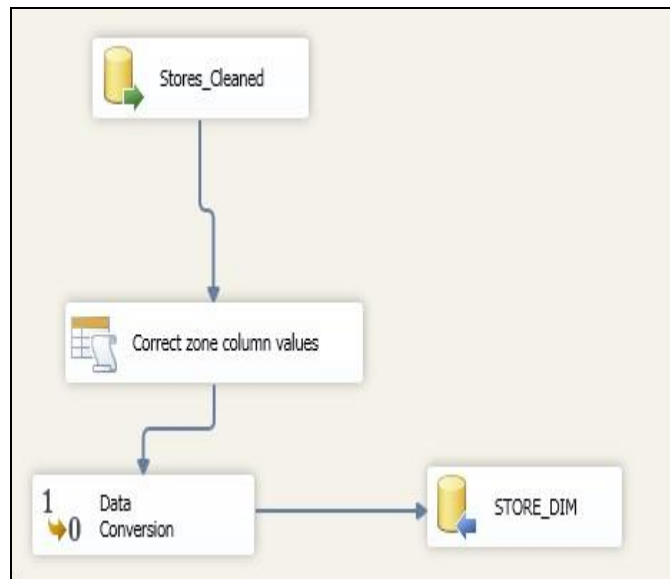 Stores_Cleaned
Correct zone column values
1
0
Data
Conversion
STORE_DIM